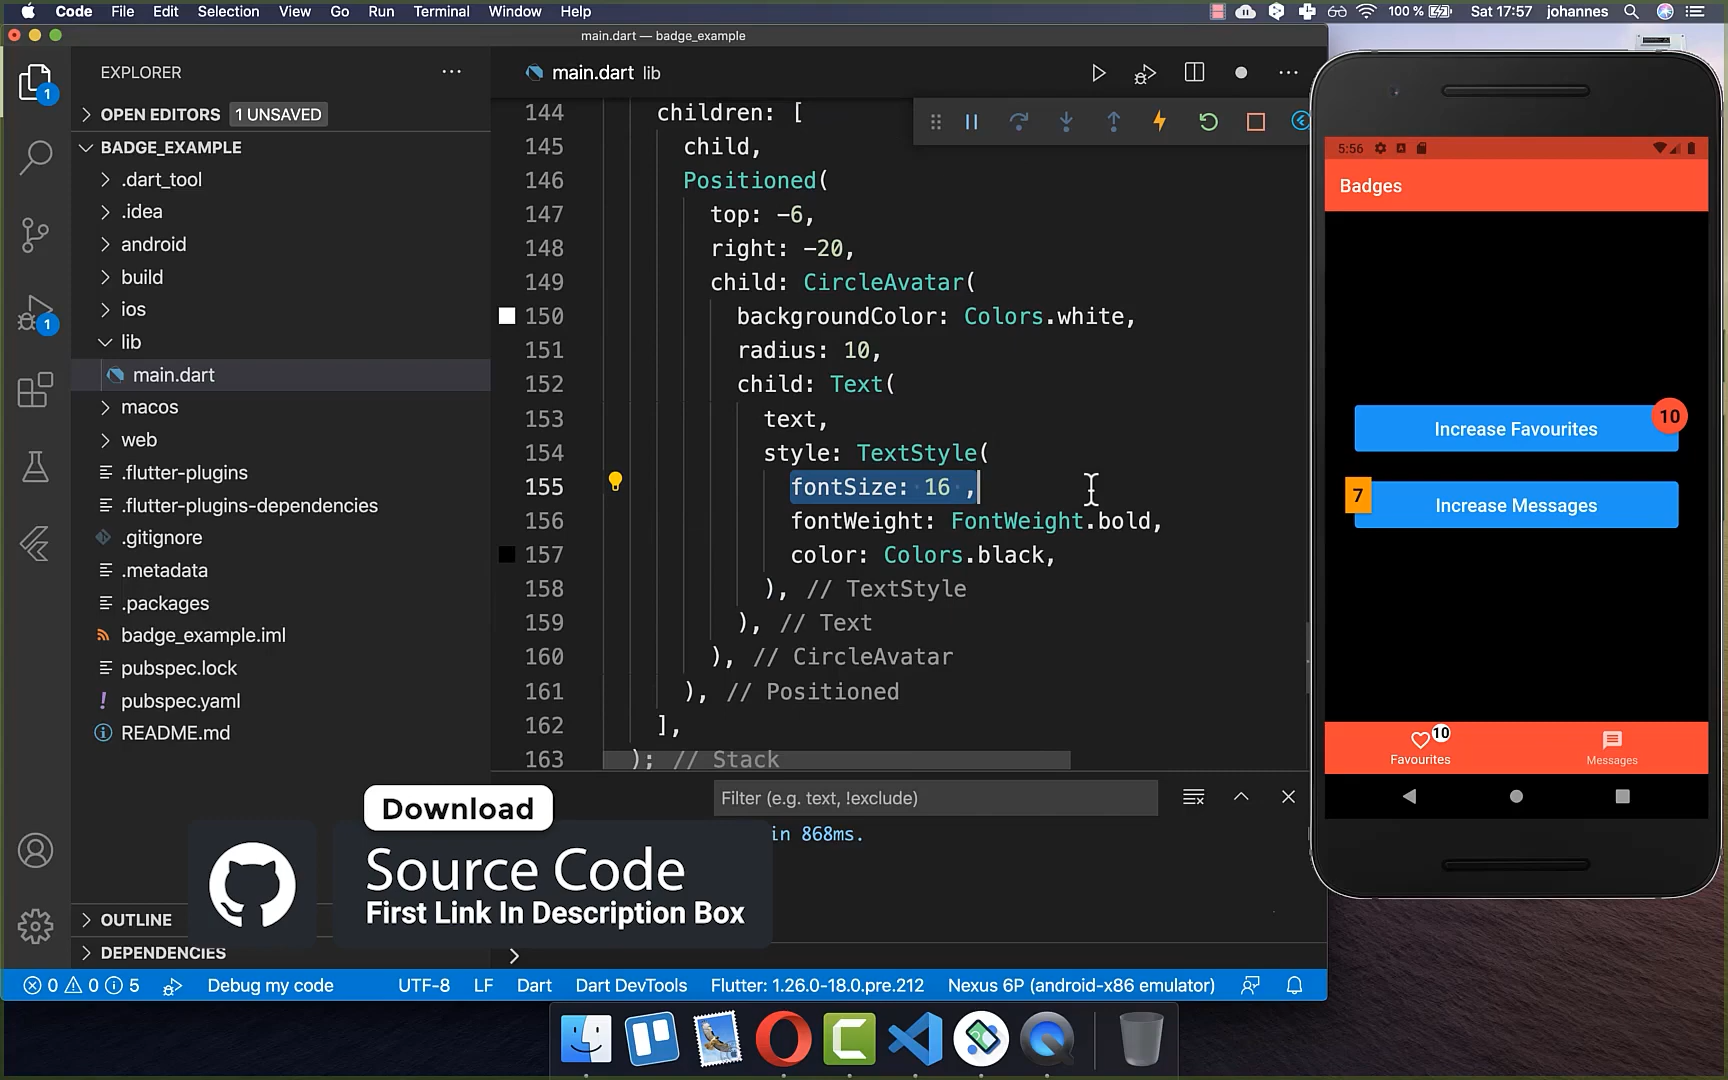 Code File Edit Selection View Go Run Terminal Window Help
100 % Sat 17:57 johannes
main.dart — badge_example
EXPLORER
OPEN EDITORS 1 UNSAVED
BADGE_EXAMPLE
.dart_tool
.idea
android
build
ios
lib
main.dart
macos
web
.flutter-plugins
.flutter-plugins-dependencies
.gitignore
.metadata
.packages
badge_example.iml
pubspec.lock
pubspec.yaml
README.md
OUTLINE
DEPENDENCIES
1
1
main.dart lib
144 children: [
145 child,
146 Positioned(
147 top: -6,
148 right: -20,
149 child: CircleAvatar(
150 backgroundColor: Colors.white,
151 radius: 10,
152 child: Text(
153 text,
154 style: TextStyle(
155 fontSize: 16 ,
156 fontWeight: FontWeight.bold,
157 color: Colors.black,
158 ), // TextStyle
159 ), // Text
160 ), // CircleAvatar
161 ), // Positioned
162 ],
163 ); // Stack
Filter (e.g. text, !exclude)
in 868ms.
Download
Source Code
First Link In Description Box
0 0 5 Debug my code UTF-8 LF Dart Dart DevTools Flutter: 1.26.0-18.0.pre.212 Nexus 6P (android-x86 emulator)
5:56
Badges
10
Increase Favourites
7
Increase Messages
10
Favourites
Messages